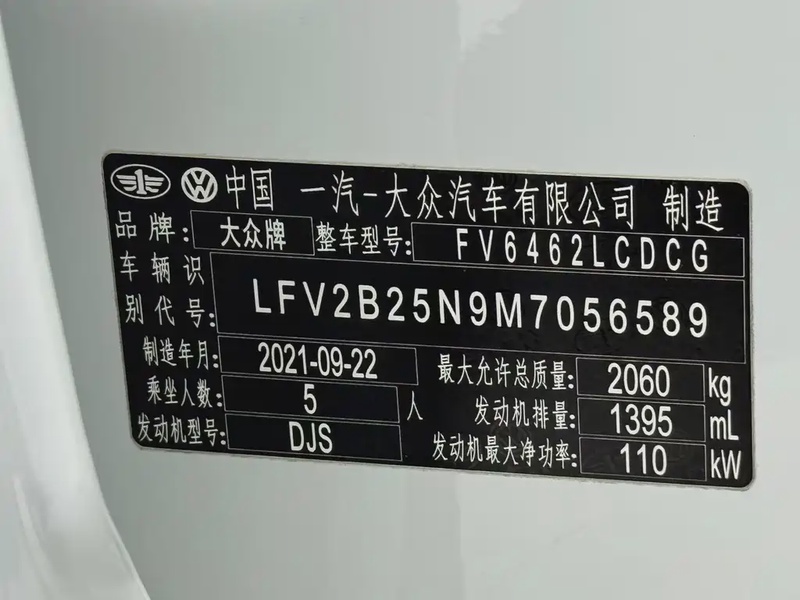 中国 一汽-大众汽车有限公司 制造
品牌: 大众牌 整车型号: FV6462LCDCG
车辆识别代号: LFV2B25N9M7056589
制造年月: 2021-09-22 最大允许总质量: 2060 kg
乘坐人数: 5 人 发动机排量: 1395 mL
发动机型号: DJS 发动机最大净功率: 110 kW